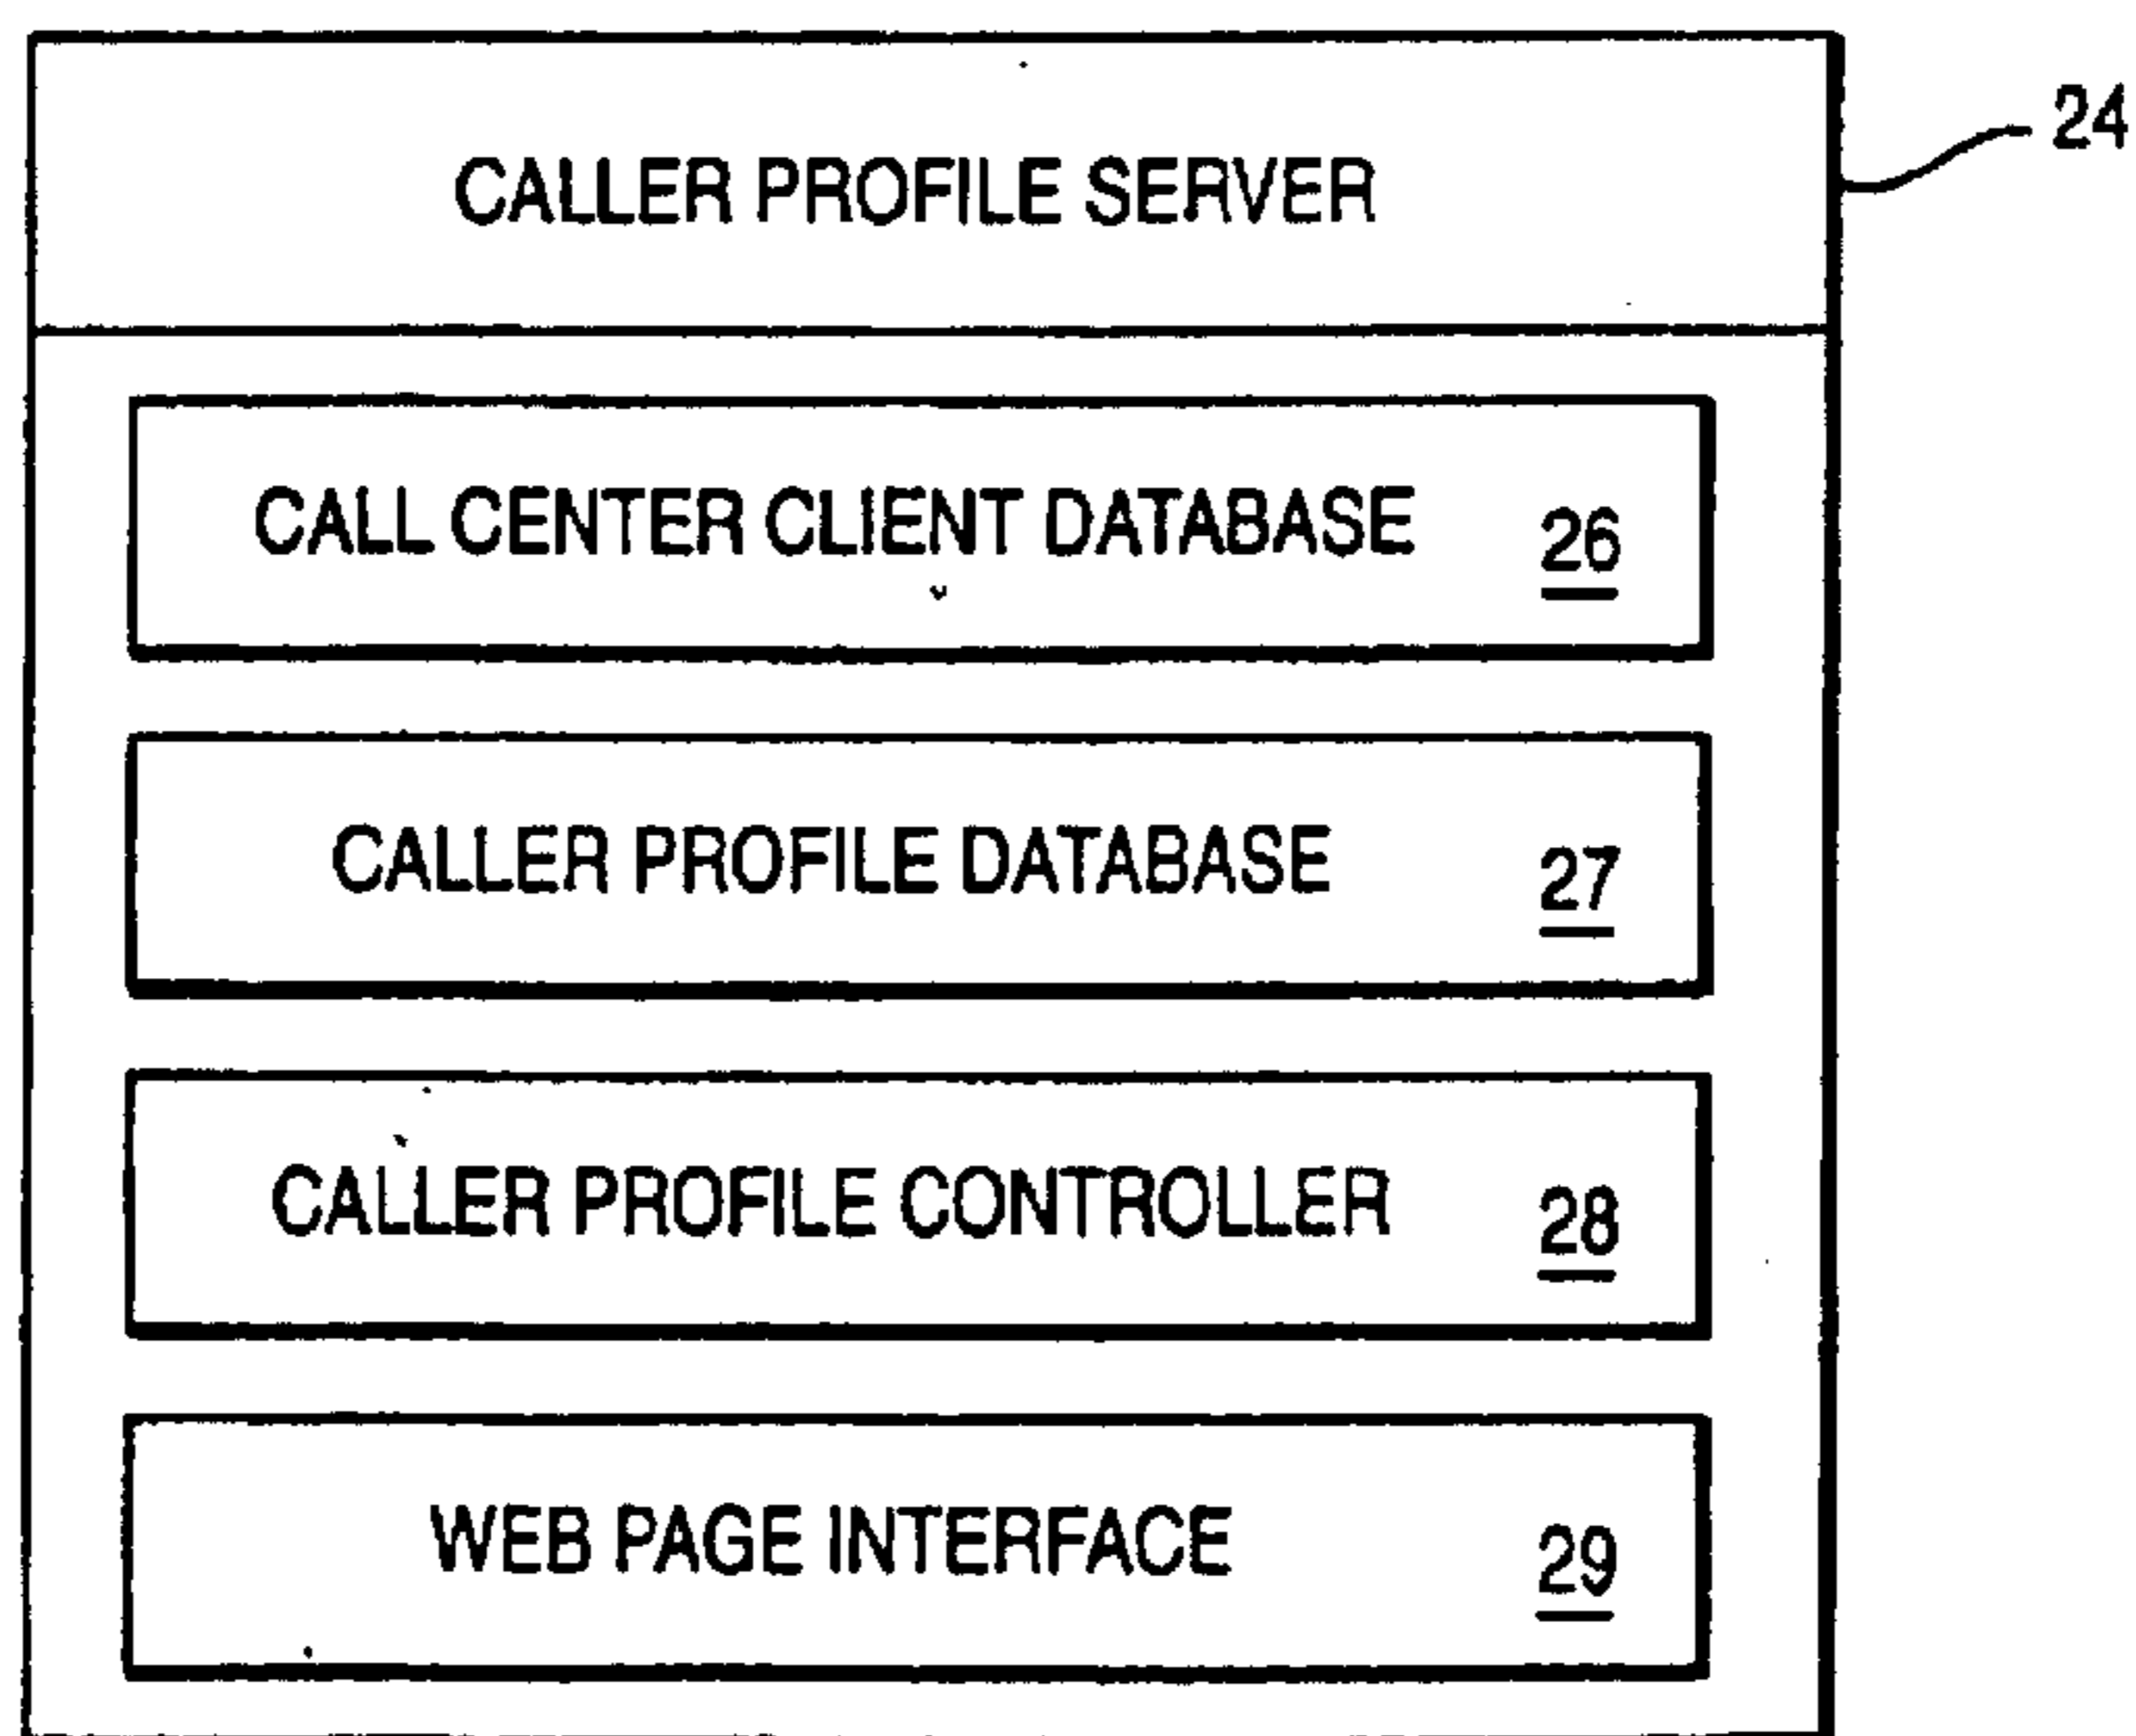 24
CALLER PROFILE SERVER
CALL CENTER CLIENT DATABASE 26
CALLER PROFILE DATABASE 27
CALLER PROFILE CONTROLLER 28
WEB PAGE INTERFACE 29